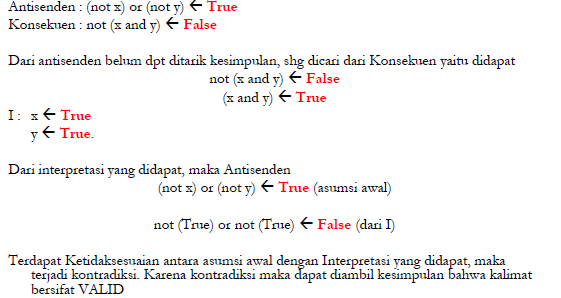 Antisenden : (not x) or (not y) ← True
Konsekuen : not (x and y) ← False
Dari antisenden belum dpt ditarik kesimpulan, shg dicari dari Konsekuen yaitu didapat
not (x and y) ← False
(x and y) ← True
I : x ← True
y ← True.
Dari interpretasi yang didapat, maka Antisenden
(not x) or (not y) ← True (asumsi awal)
not (True) or not (True) ← False (dari I)
Terdapat Ketidaksesuaian antara asumsi awal dengan Interpretasi yang didapat, maka
terjadi kontradiksi. Karena kontradiksi maka dapat diambil kesimpulan bahwa kalimat
bersifat VALID